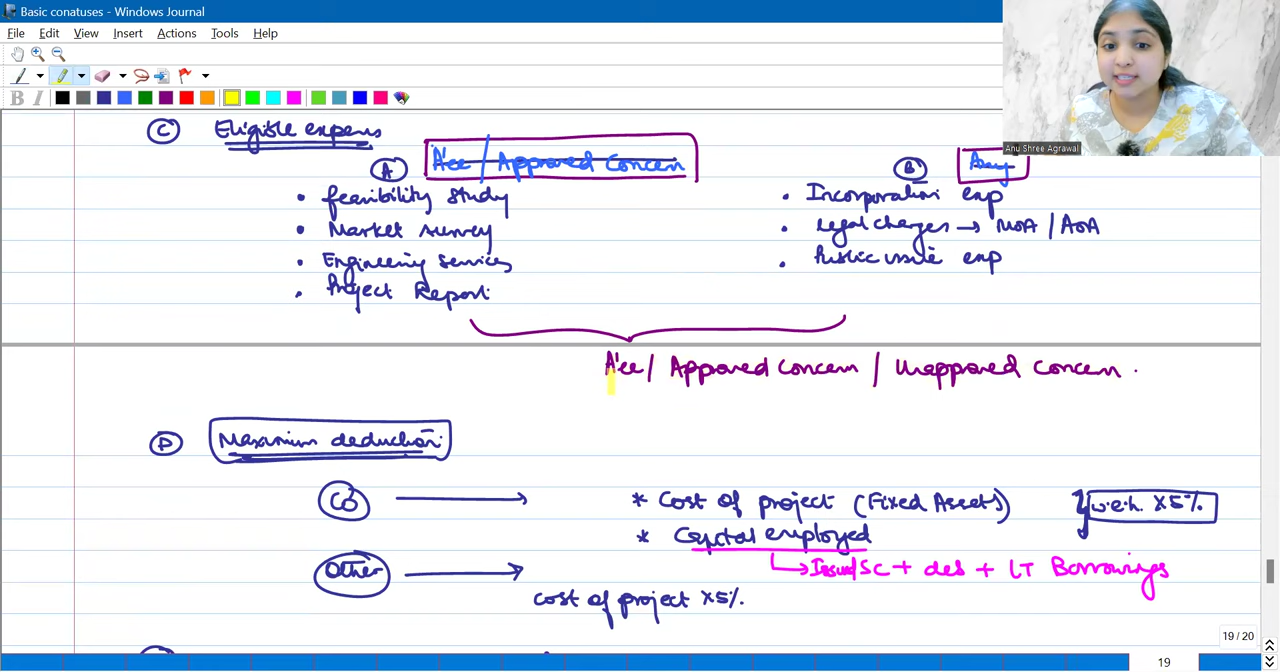 Basic conatuses - Windows Journal
File Edit View Insert Actions Tools Help
B I
Anu Shree Agrawal
C Eligible expens
A A'ee / Approved Concern
B Any
• feasibility study
• Incorporation exp
• Market survey
• legal charges → MOA / AOA
• Engineering services
• Public issue exp
• Project Report
A'ee / Approved Concern / Unapproved Concern .
D Maximum deduction
Co → * Cost of project (Fixed Assets) w.e.h. X5%
* Capital employed
↳ Issued SC + deb + LT Borrowings
Other →
cost of project X5%.
19 / 20
19